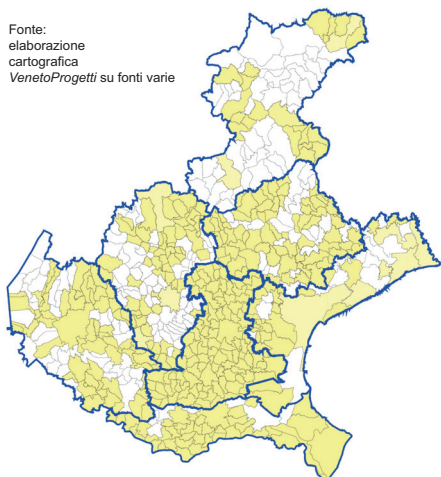 Fonte:
elaborazione
cartografica
VenetoProgetti su fonti varie